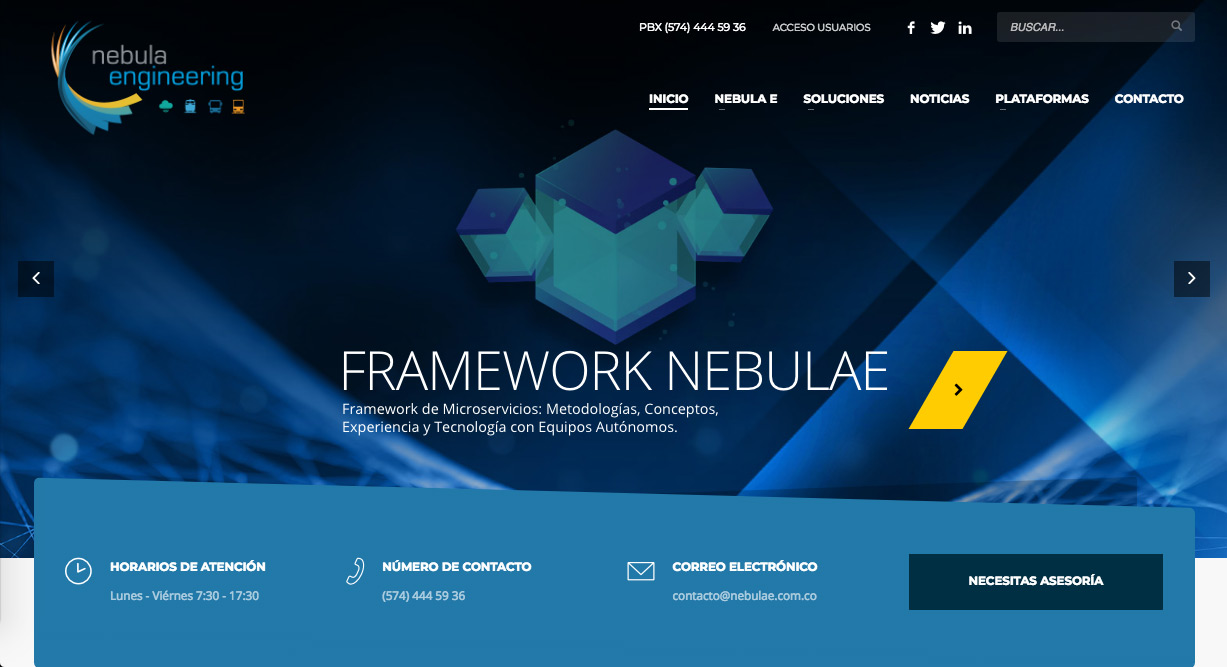 PBX (574) 444 59 36
ACCESO USUARIOS
BUSCAR...
nebula
engineering
INICIO
NEBULA E
SOLUCIONES
NOTICIAS
PLATAFORMAS
CONTACTO
FRAMEWORK NEBULAE
Framework de Microservicios: Metodologías, Conceptos,
Experiencia y Tecnología con Equipos Autónomos.
HORARIOS DE ATENCIÓN
Lunes - Viérnes 7:30 - 17:30
NÚMERO DE CONTACTO
(574) 444 59 36
CORREO ELECTRÓNICO
contacto@nebulae.com.co
NECESITAS ASESORÍA